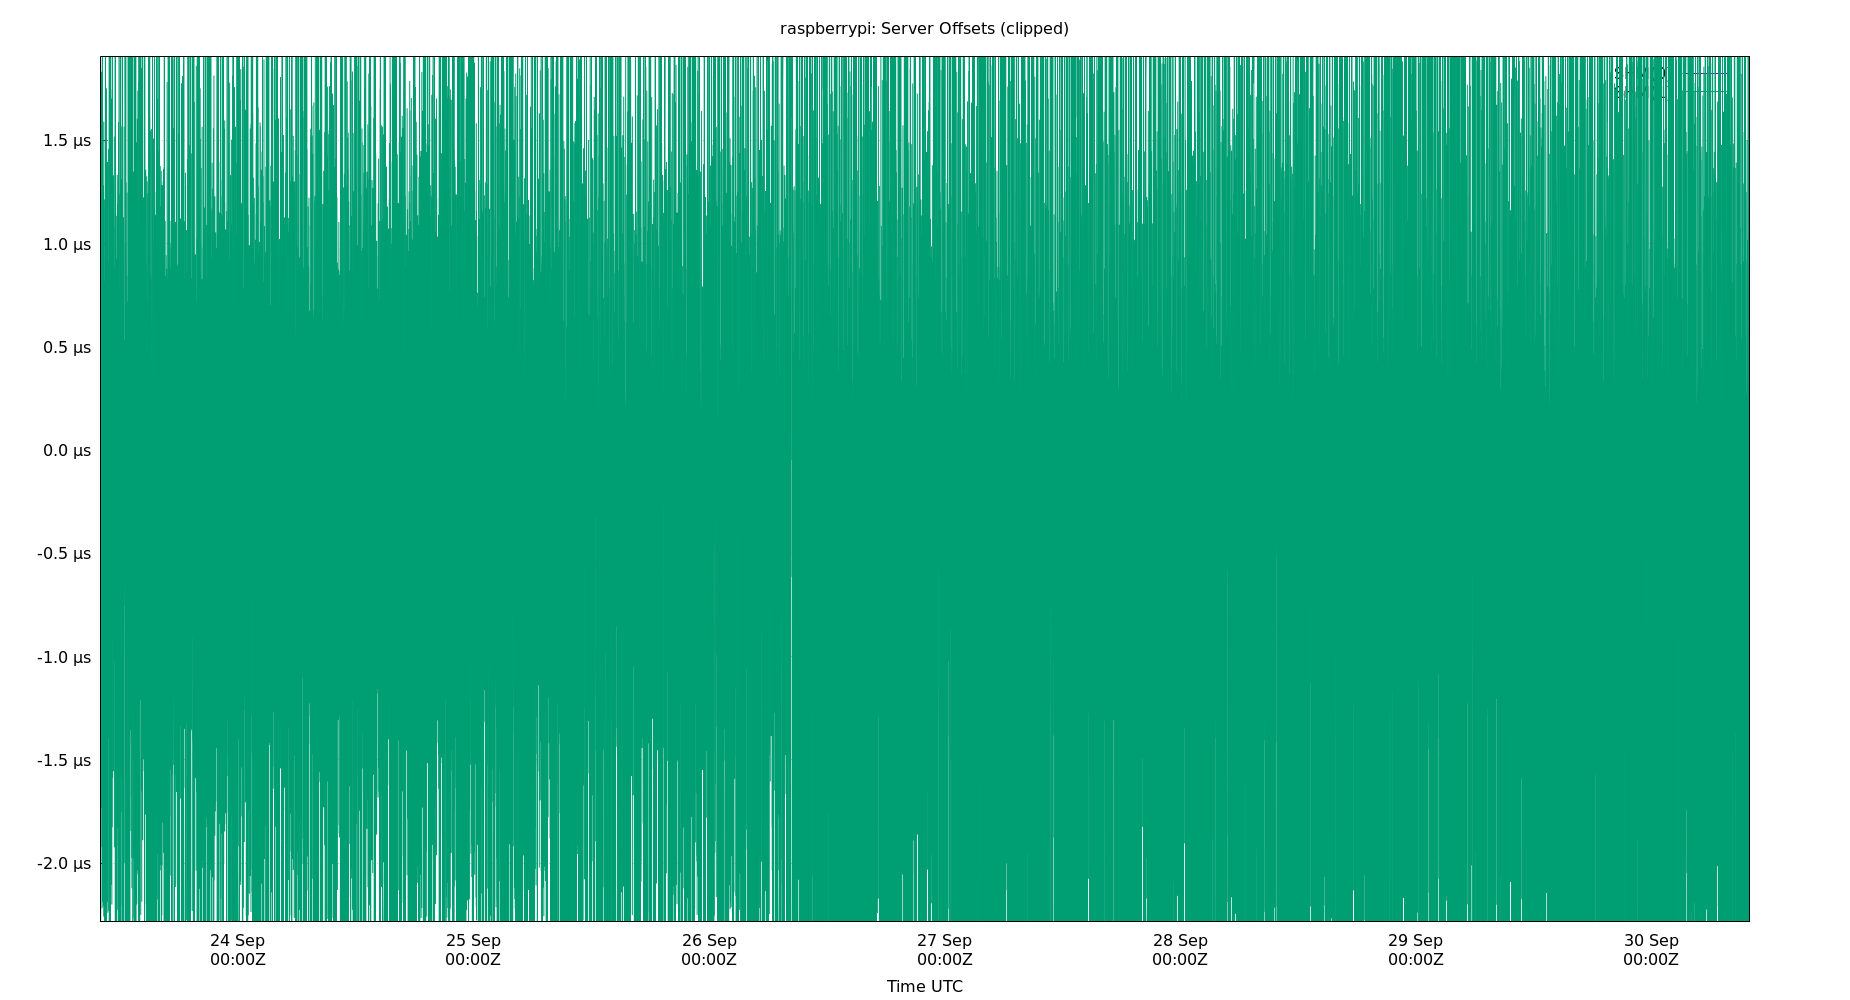 raspberrypi: Server Offsets (clipped)
1.5 µs
1.0 µs
0.5 µs
0.0 µs
-0.5 µs
-1.0 µs
-1.5 µs
-2.0 µs
24 Sep 25 Sep 26 Sep 27 Sep 28 Sep 29 Sep 30 Sep
00:00Z 00:00Z 00:00Z 00:00Z 00:00Z 00:00Z 00:00Z
Time UTC